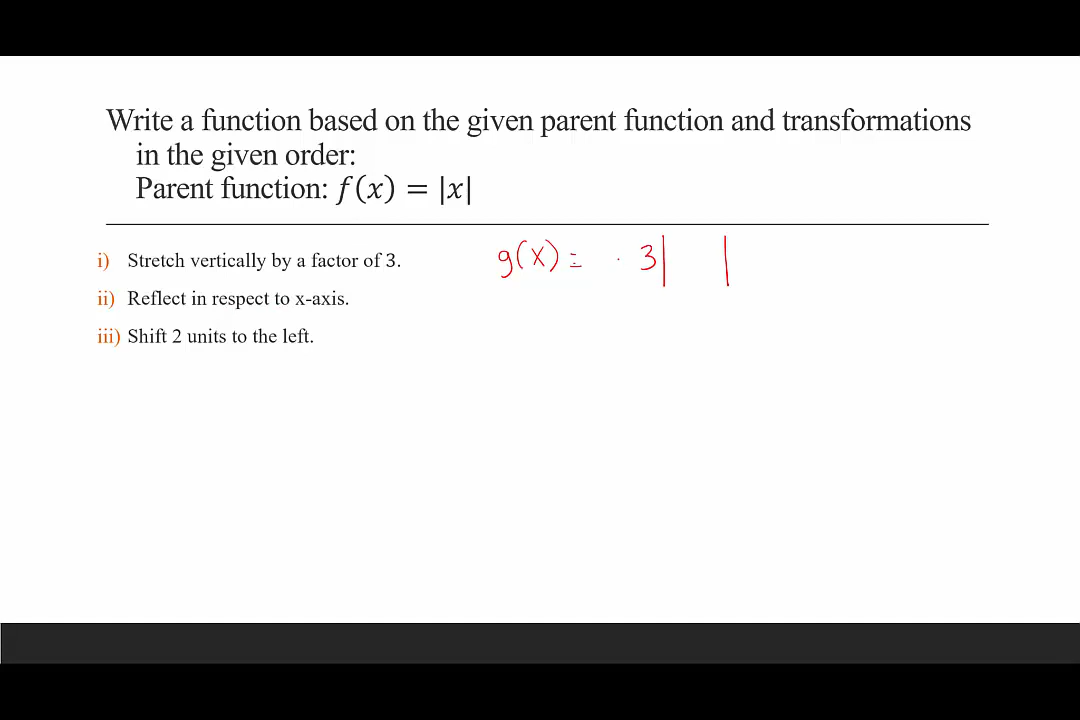 Write a function based on the given parent function and transformations
in the given order:
Parent function: f(x) = |x|
i) Stretch vertically by a factor of 3.
g(x) = · 3| |
ii) Reflect in respect to x-axis.
iii) Shift 2 units to the left.